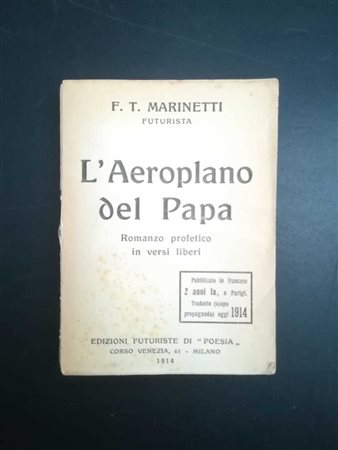 F. T. MARINETTI
FUTURISTA
L'Aeroplano
del Papa
Romanzo profetico
in versi liberi
Pubblicato in francese
2 anni fa, a Parigi.
Tradotto (scopo
propaganda) oggi 1914
EDIZIONI FUTURISTE DI " POESIA „
CORSO VENEZIA, 61 - MILANO
1914